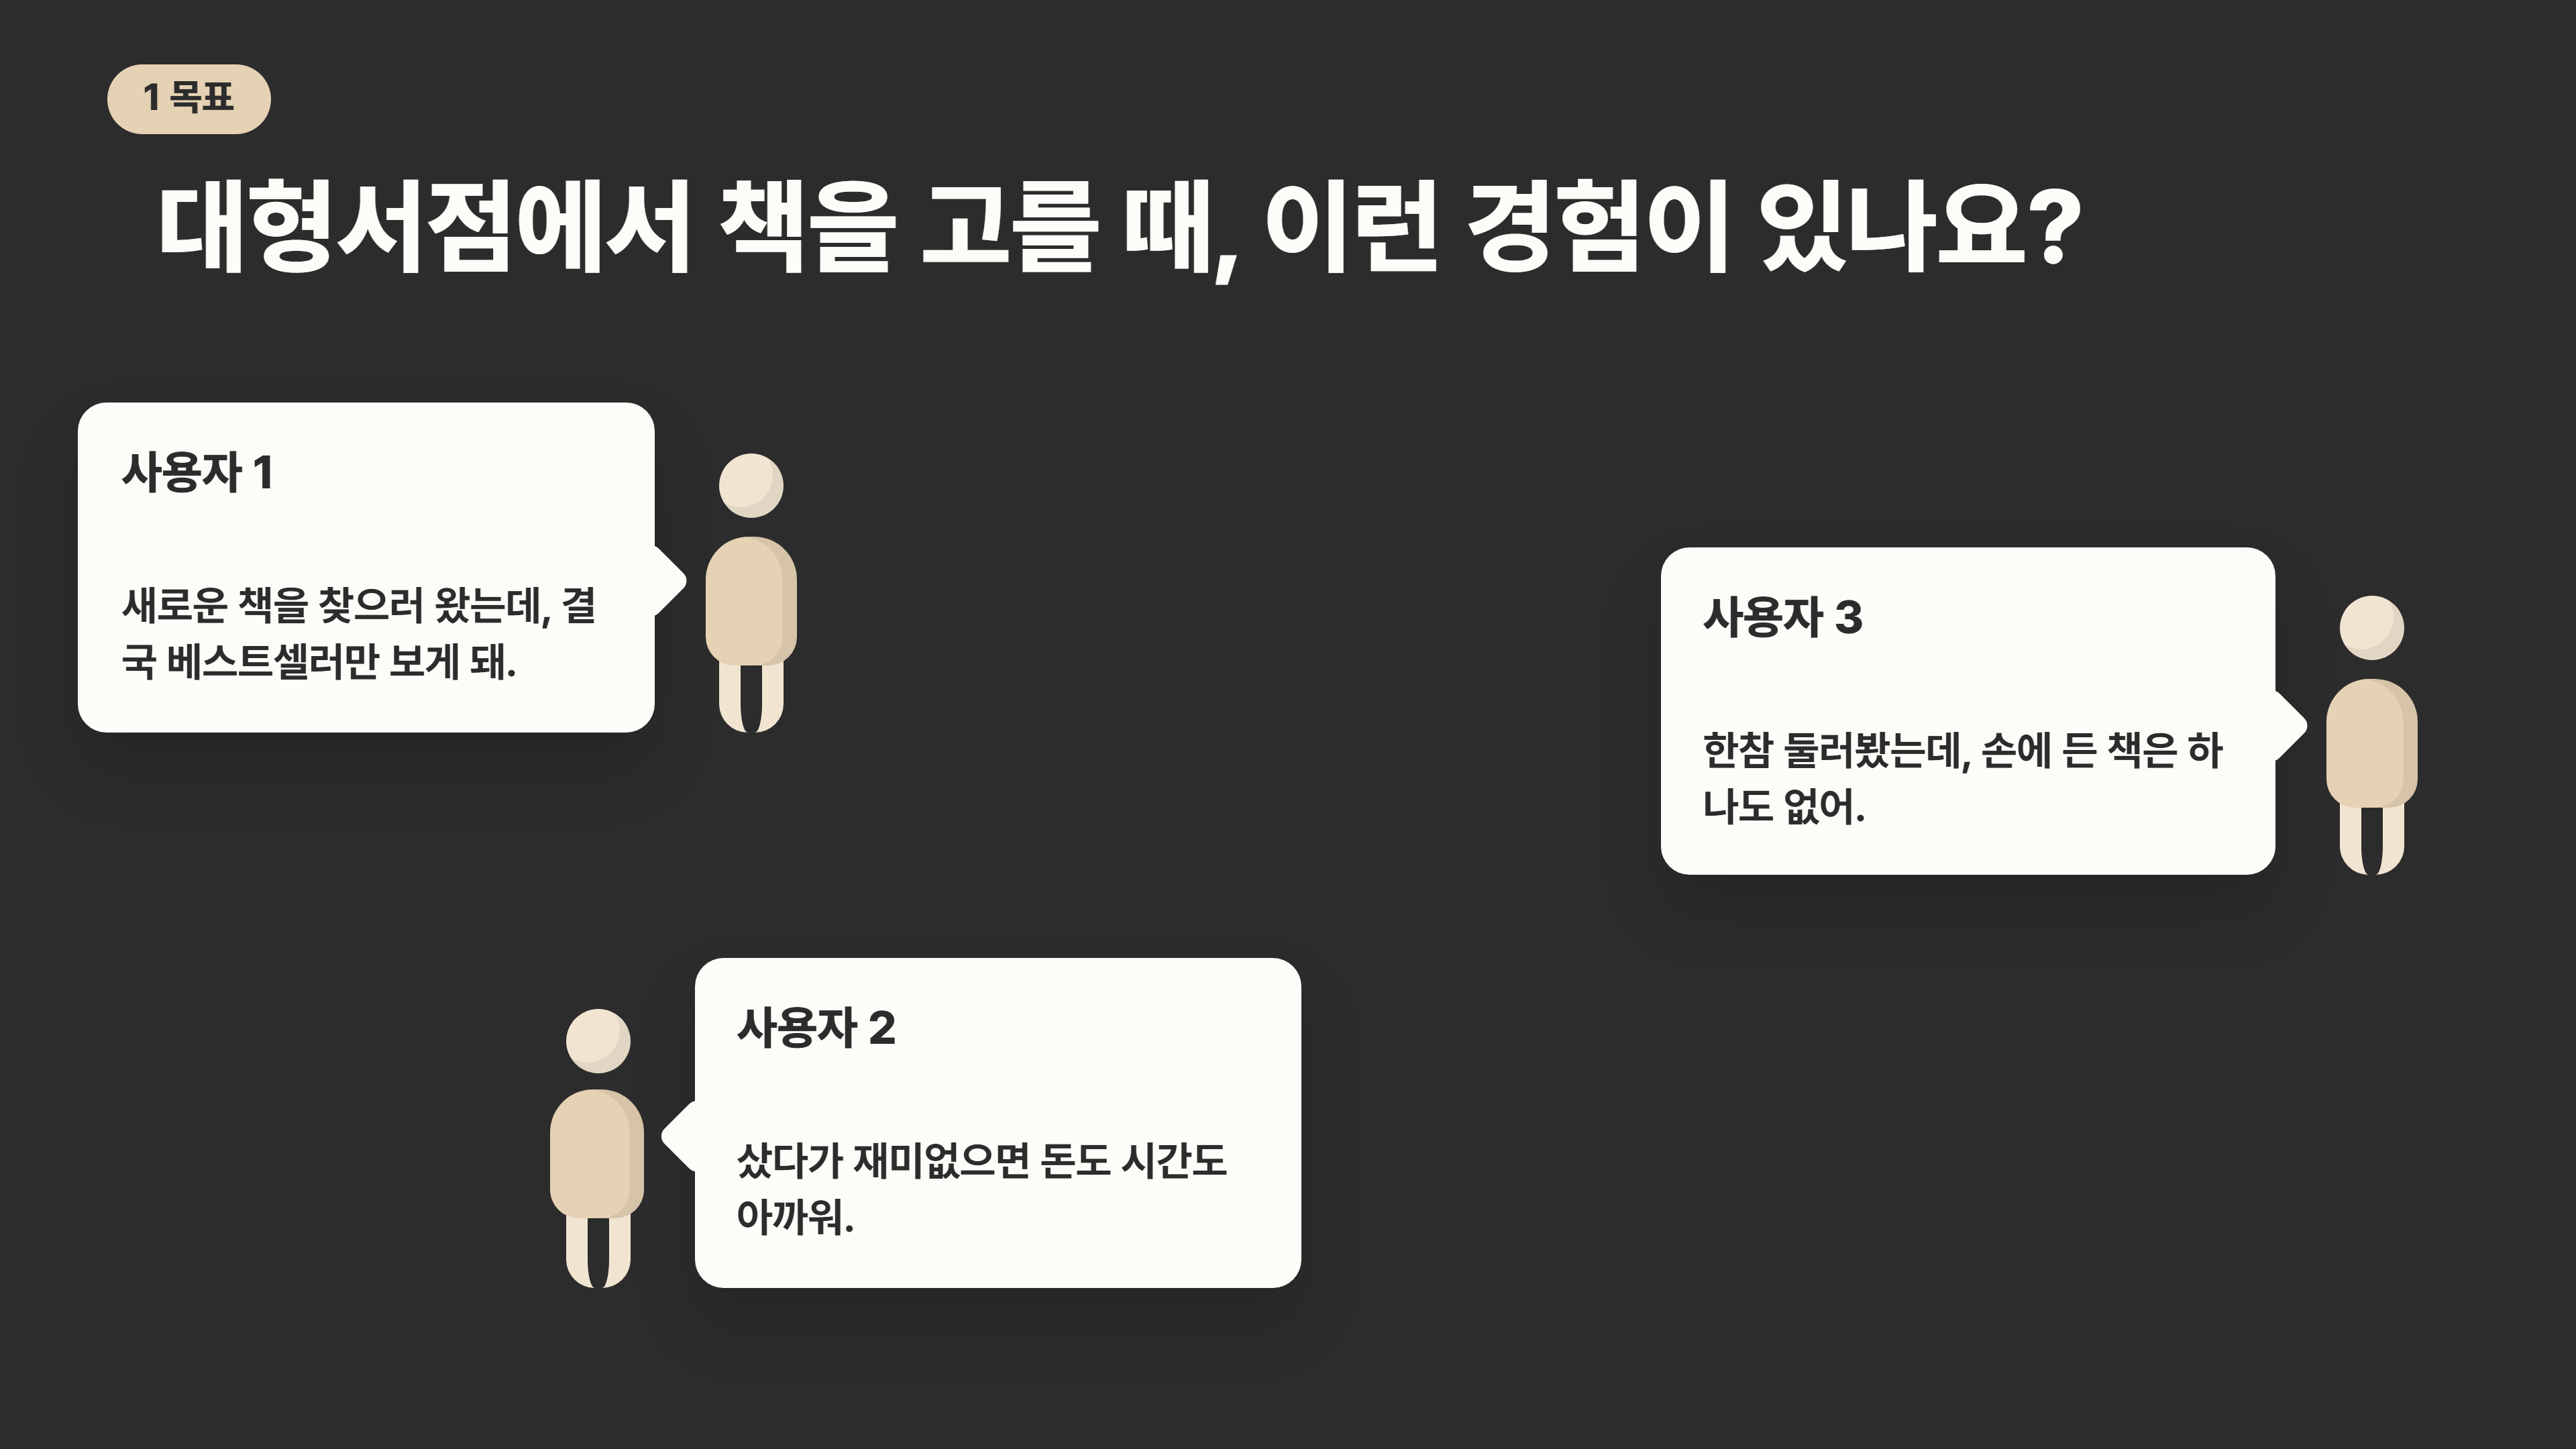 1 목표
대형서점에서 책을 고를 때, 이런 경험이 있나요?
사용자 1
새로운 책을 찾으러 왔는데, 결
국 베스트셀러만 보게 돼.
사용자 3
한참 둘러봤는데, 손에 든 책은 하
나도 없어.
사용자 2
샀다가 재미없으면 돈도 시간도
아까워.